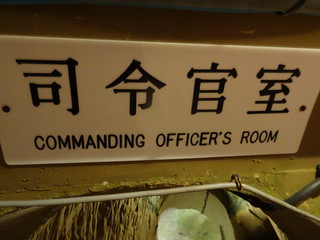 司令官室
COMMANDING OFFICER'S ROOM